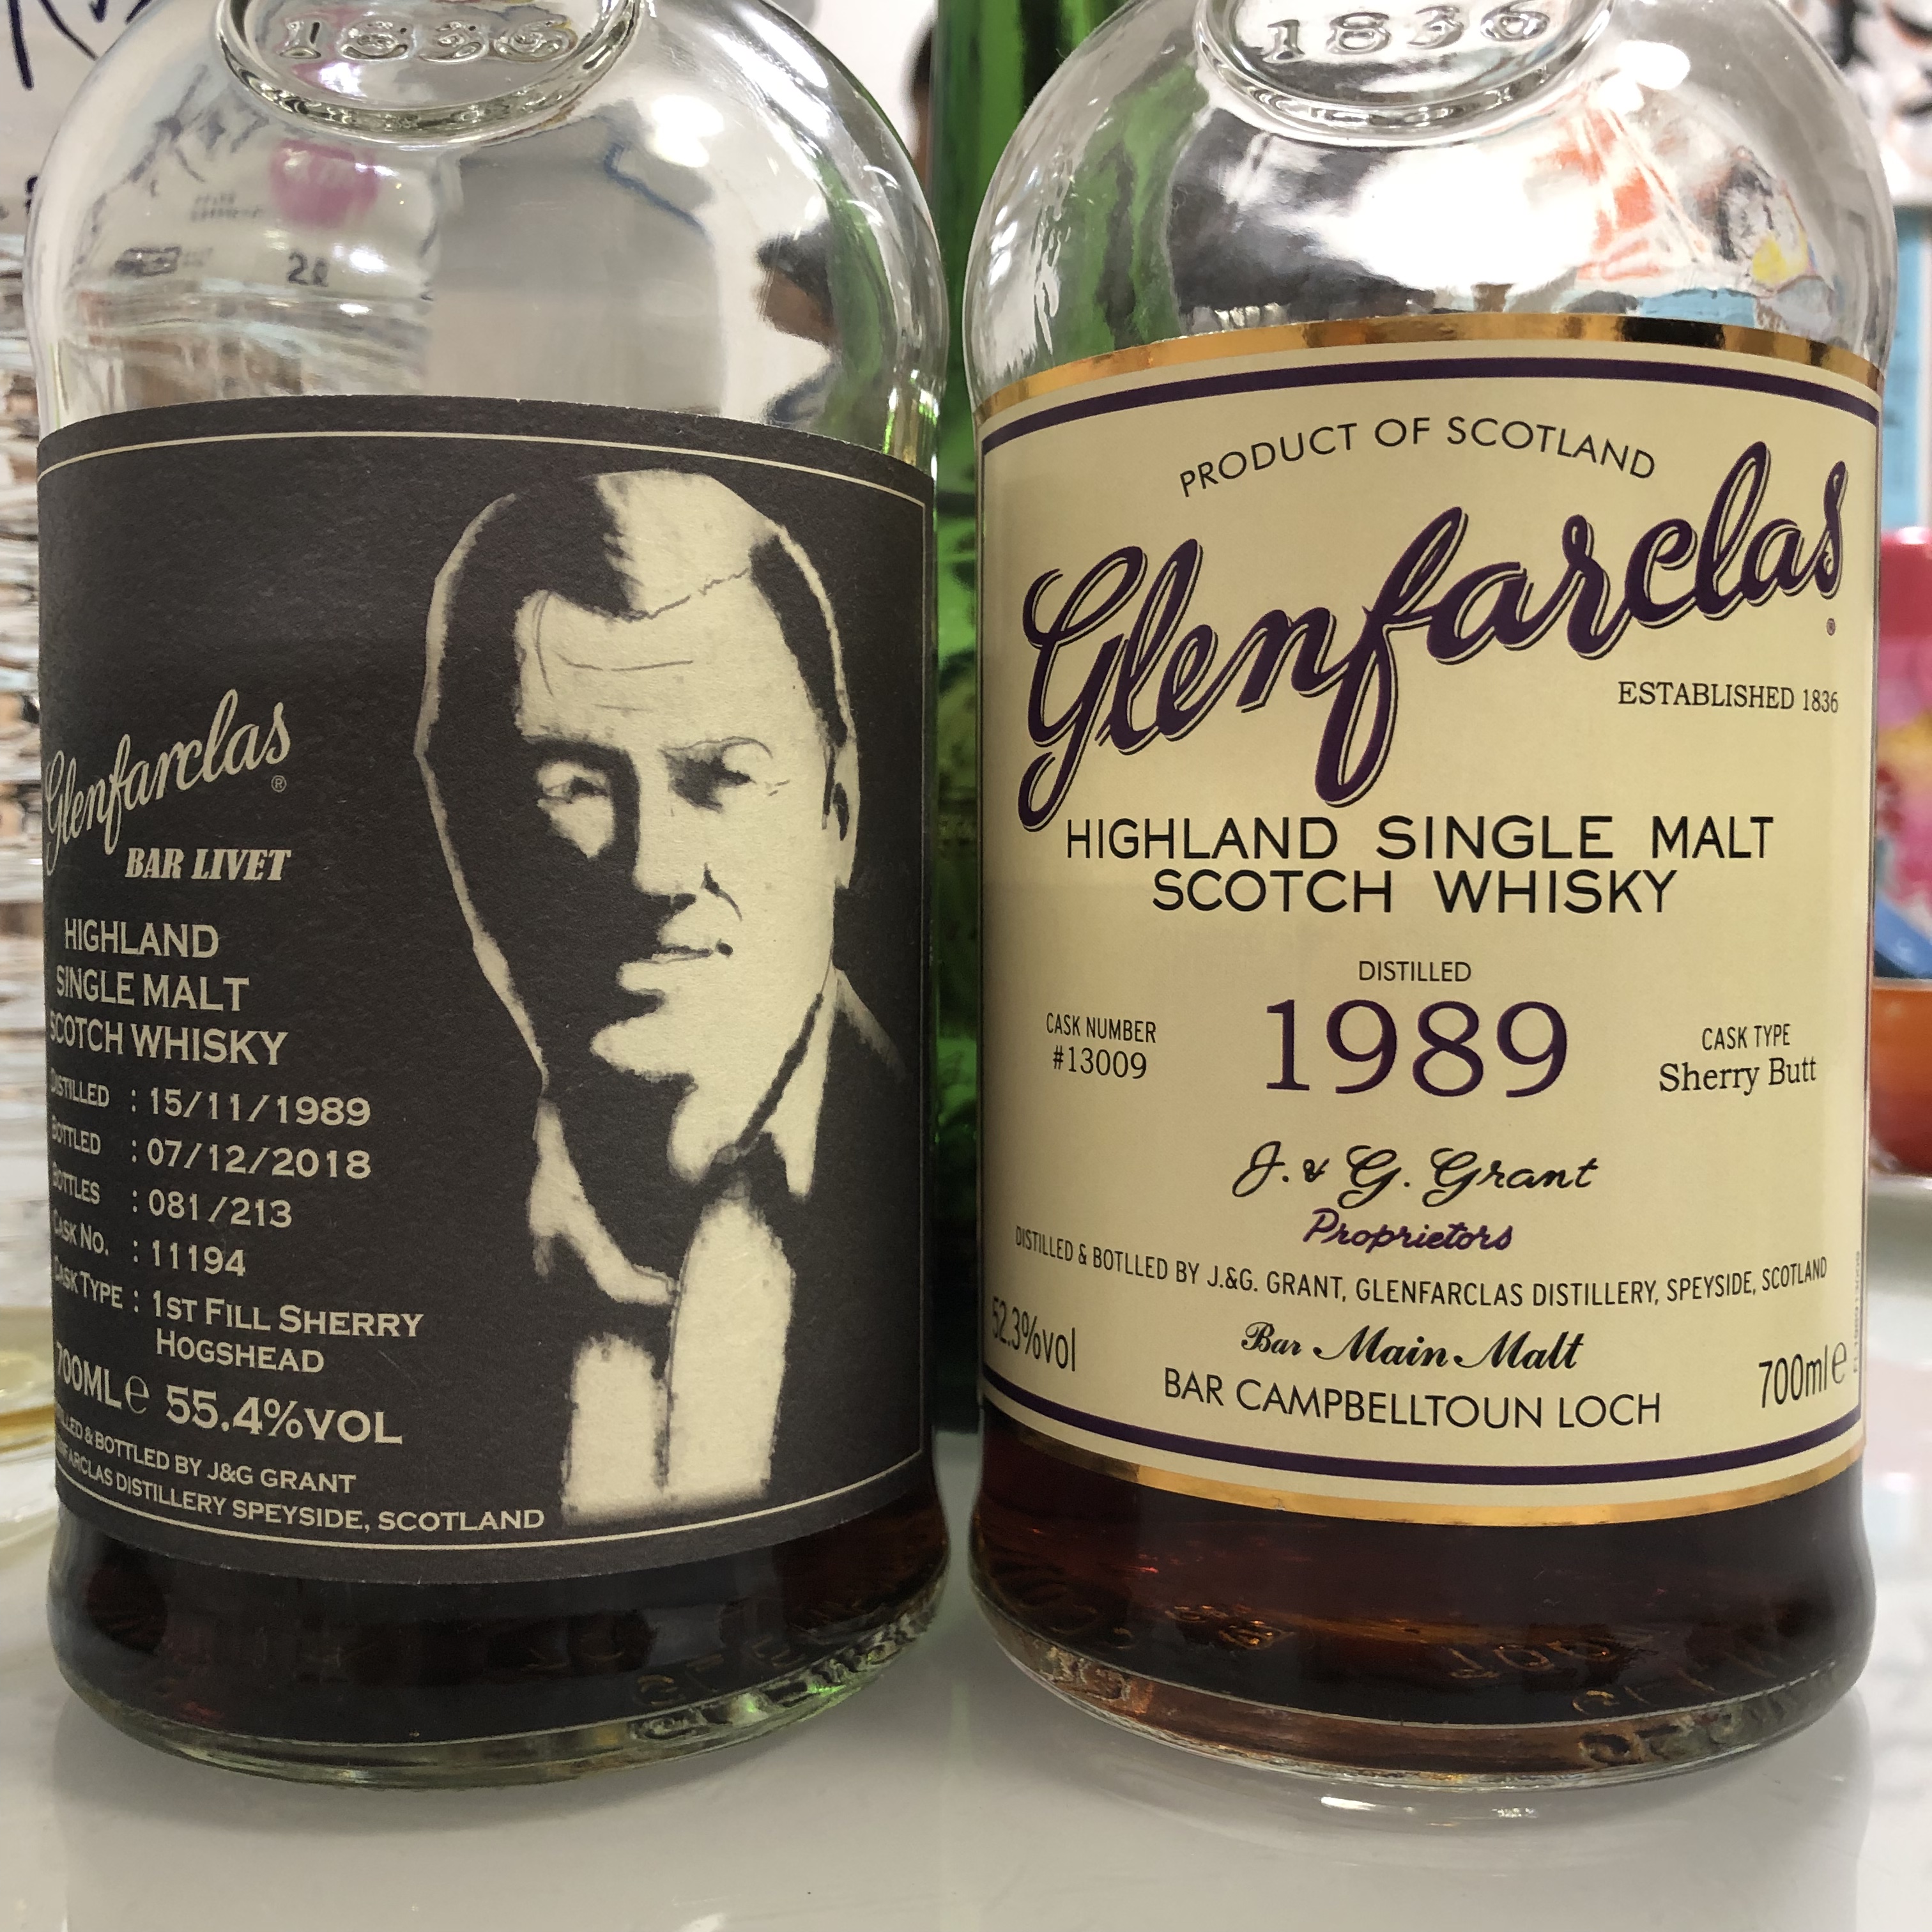 1836
2ℓ
Glenfarclas®
BAR LIVET
HIGHLAND
SINGLE MALT
SCOTCH WHISKY
DISTILLED : 15/11/1989
BOTTLED : 07/12/2018
BOTTLES : 081/213
CASK NO. : 11194
CASK TYPE : 1ST FILL SHERRY
HOGSHEAD
700ML e 55.4%VOL
& BOTTLED BY J&G GRANT
DISTILLERY SPEYSIDE, SCOTLAND
1836
PRODUCT OF SCOTLAND
Glenfarclas®
ESTABLISHED 1836
HIGHLAND SINGLE MALT
SCOTCH WHISKY
DISTILLED
1989
CASK NUMBER
#13009
CASK TYPE
Sherry Butt
J. & G. Grant
Proprietors
DISTILLED & BOTLLED BY J.&G. GRANT, GLENFARCLAS DISTILLERY, SPEYSIDE, SCOTLAND
52.3%vol
Bar Main Malt
BAR CAMPBELLTOUN LOCH
700ml e